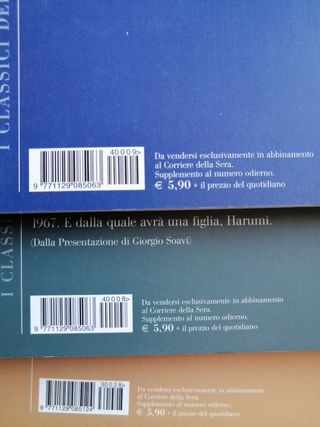 I CLASSICI DEL
40009>
9 771129 085063
Da vendersi esclusivamente in abbinamento
al Corriere della Sera.
Supplemento al numero odierno.
€ 5,90 + il prezzo del quotidiano
I CLASSI
1967. E dalla quale avrà una figlia, Harumi.
(Dalla Presentazione di Giorgio Soavi)
40008>
9 771129 085063
Da vendersi esclusivamente in abbinamento
al Corriere della Sera.
Supplemento al numero odierno.
€ 5,90 + il prezzo del quotidiano
30028>
9 771129 085124
Da vendersi esclusivamente in abbinamento
al Corriere della Sera.
Supplemento al numero odierno.
€ 5,90 + il prezzo del quotidiano